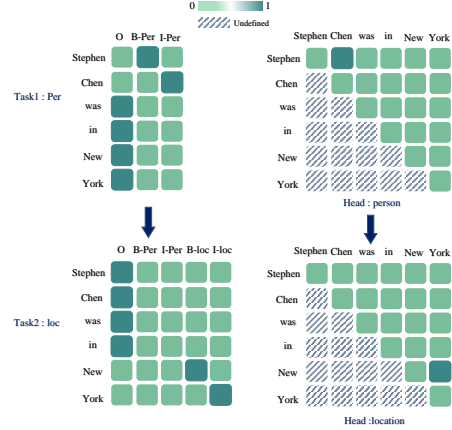 0 1
Undefined
O B-Per I-Per
Stephen
Chen
was
in
New
York
Task1 : Per
Stephen Chen was in New York
Stephen
Chen
was
in
New
York
Head : person
O B-Per I-Per B-loc I-loc
Stephen
Chen
was
in
New
York
Task2 : loc
Stephen Chen was in New York
Stephen
Chen
was
in
New
York
Head :location